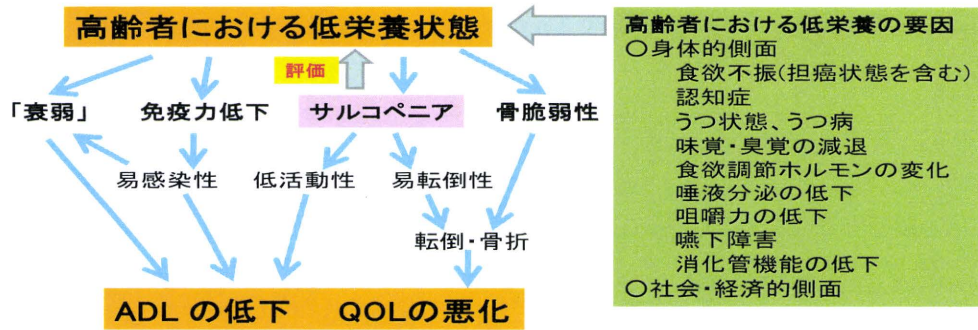 高齢者における低栄養状態
評価
「衰弱」 免疫力低下 サルコペニア 骨脆弱性
易感染性 低活動性 易転倒性
転倒・骨折
ADL の低下 QOLの悪化
高齢者における低栄養の要因
○身体的側面
食欲不振(担癌状態を含む)
認知症
うつ状態、うつ病
味覚・臭覚の減退
食欲調節ホルモンの変化
唾液分泌の低下
咀嚼力の低下
嚥下障害
消化管機能の低下
○社会・経済的側面